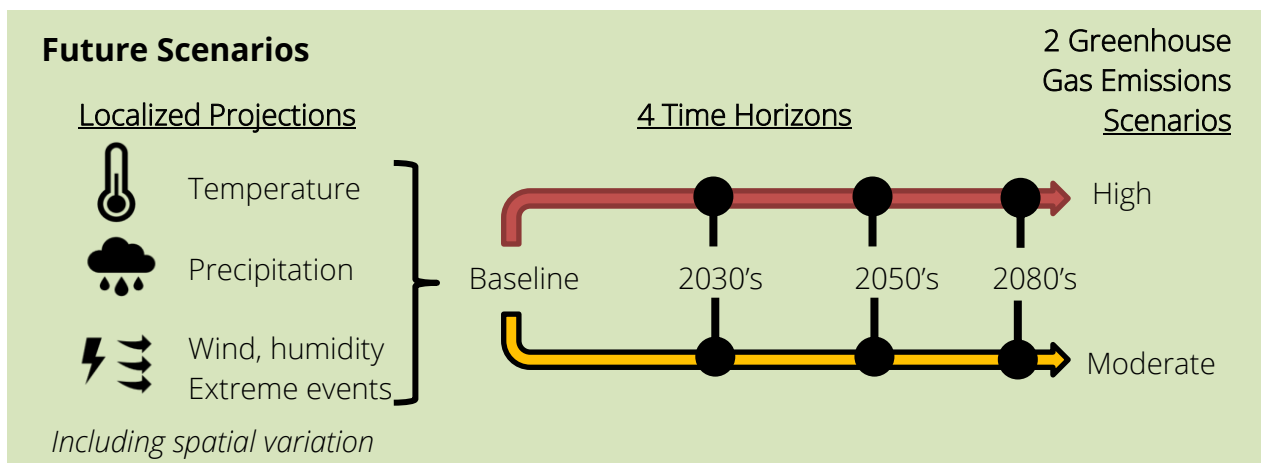 Future Scenarios
2 Greenhouse
Gas Emissions
Scenarios
Localized Projections
4 Time Horizons
Temperature
Precipitation
Wind, humidity
Extreme events
Including spatial variation
High
Baseline
2030's
2050's
2080's
Moderate